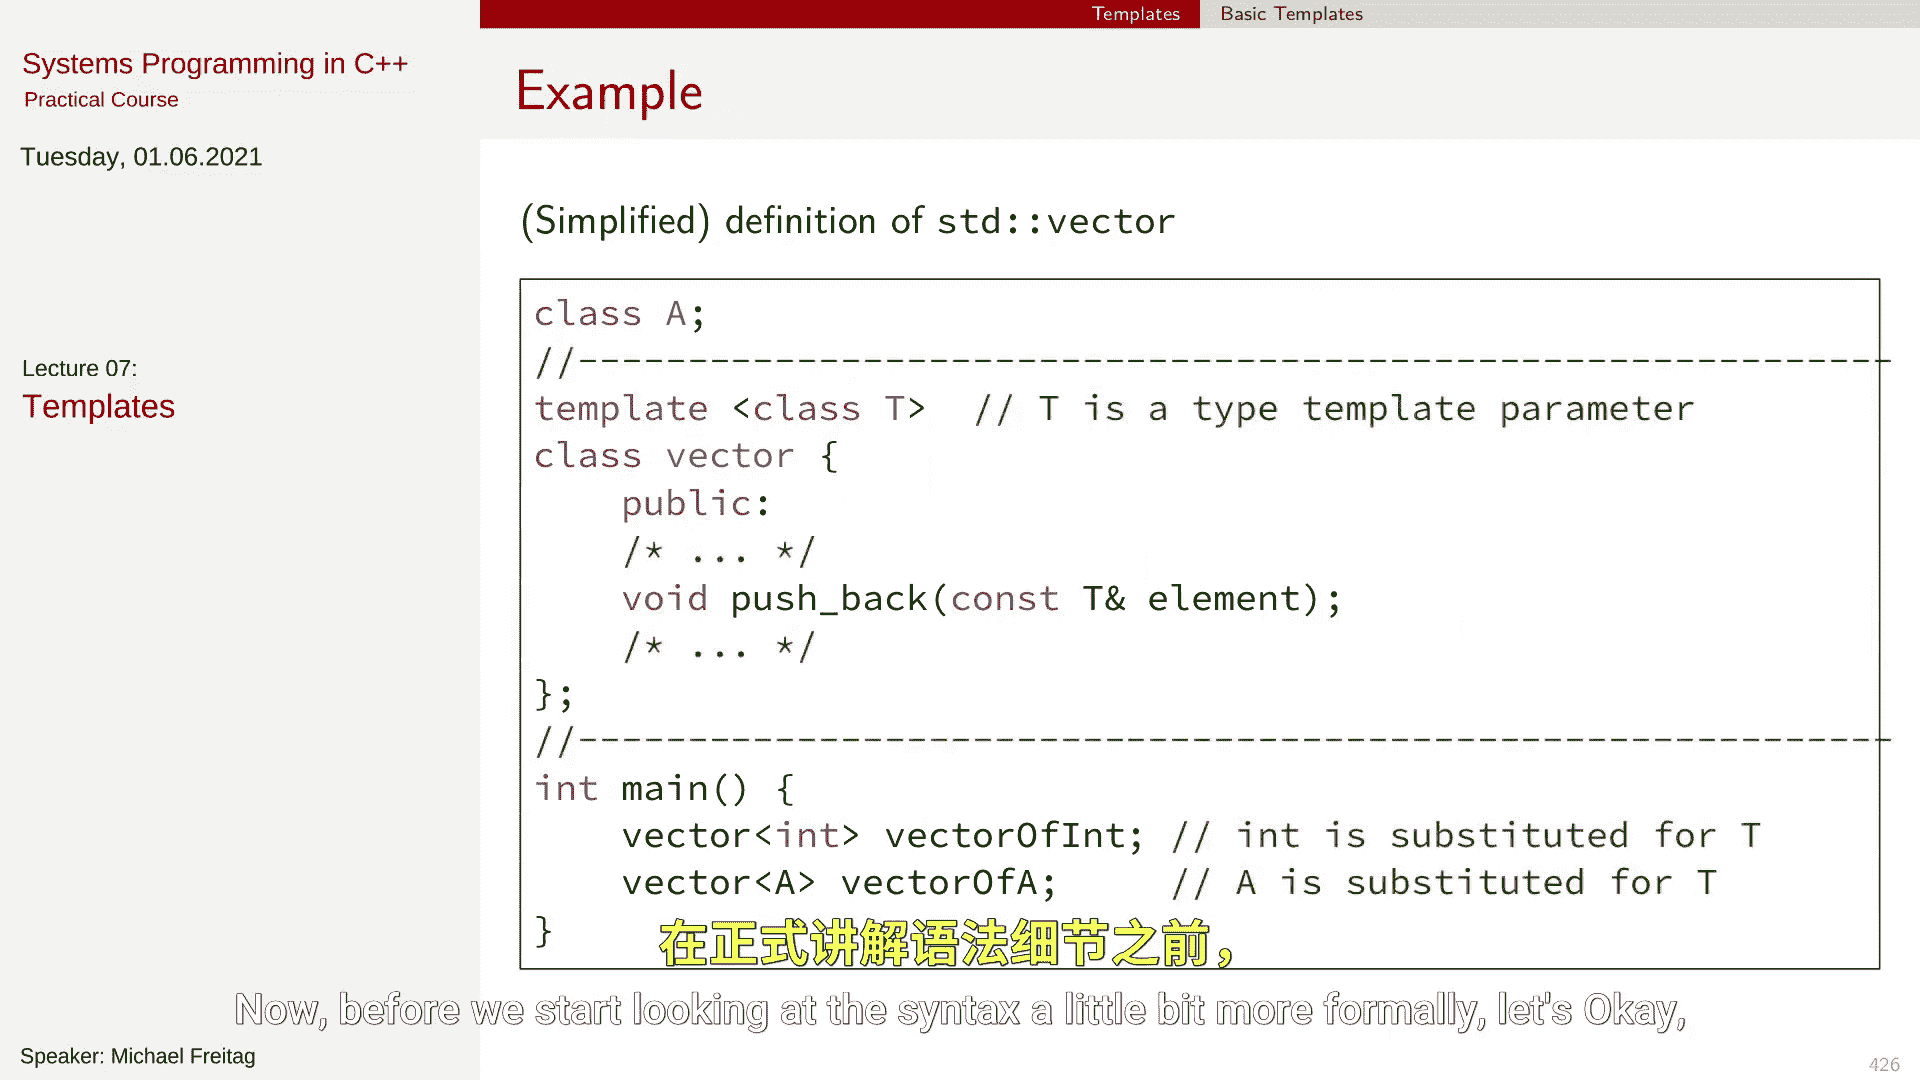 Templates
Basic Templates
Systems Programming in C++
Practical Course
Tuesday, 01.06.2021
Lecture 07:
Templates
Example
(Simplified) definition of std::vector
class A;
//-------------------------------------------------------------
template <class T>  // T is a type template parameter
class vector {
    public:
    /* ... */
    void push_back(const T& element);
    /* ... */
};
//-------------------------------------------------------------
int main() {
    vector<int> vectorOfInt; // int is substituted for T
    vector<A> vectorOfA;     // A is substituted for T
}
在正式讲解语法细节之前，
Now, before we start looking at the syntax a little bit more formally, let's Okay,
Speaker: Michael Freitag
426